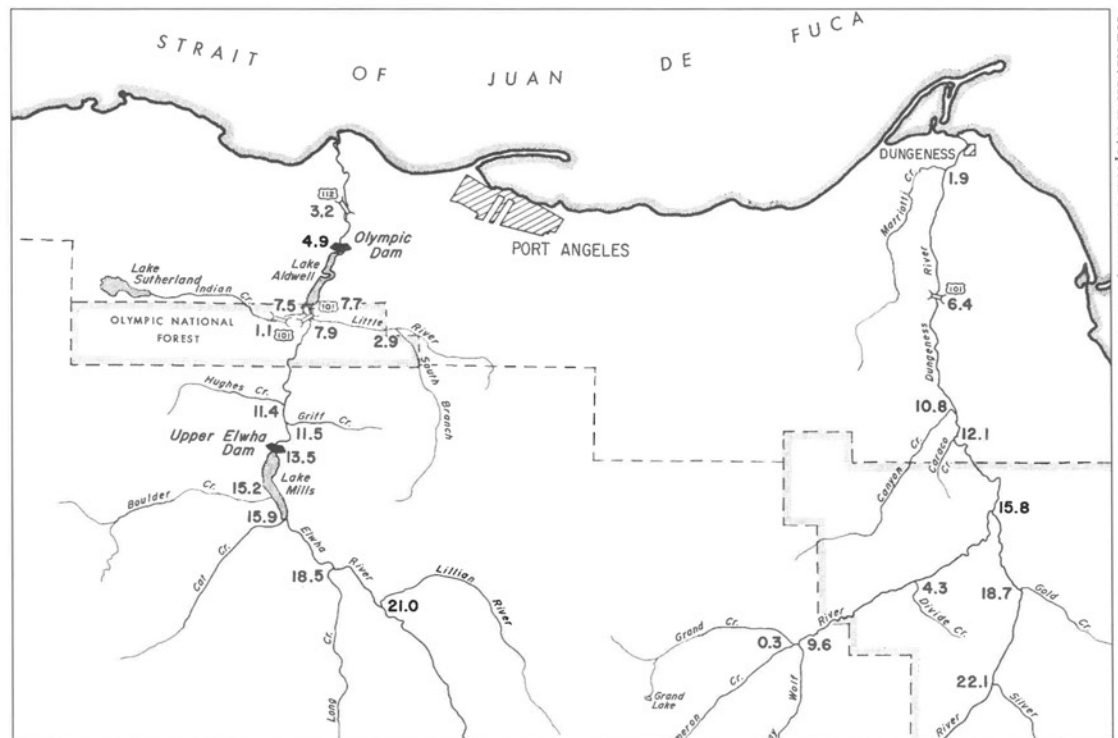 STRAIT OF JUAN DE FUCA
DUNGENESS
1.9
Marriott Cr.
112
3.2
PORT ANGELES
4.9
Olympic Dam
Lake Aldwell
Lake Sutherland
Indian Cr.
7.5
101
7.7
OLYMPIC NATIONAL FOREST
1.1
101
7.9
Little River
2.9
South Branch
River
101
6.4
Dungeness
Hughes Cr.
11.4
Griff Cr.
11.5
Upper Elwha Dam
13.5
Lake Mills
10.8
12.1
Canyon Cr.
Caraco Cr.
Boulder Cr.
15.2
15.9
15.8
Cat Cr.
Elwha River
18.5
Lillian River
21.0
4.3
Divide Cr.
18.7
Gold Cr.
Grand Cr.
0.3
9.6
River
Grand Lake
Cr.
Wolf
Long Cr.
22.1
Silver
River